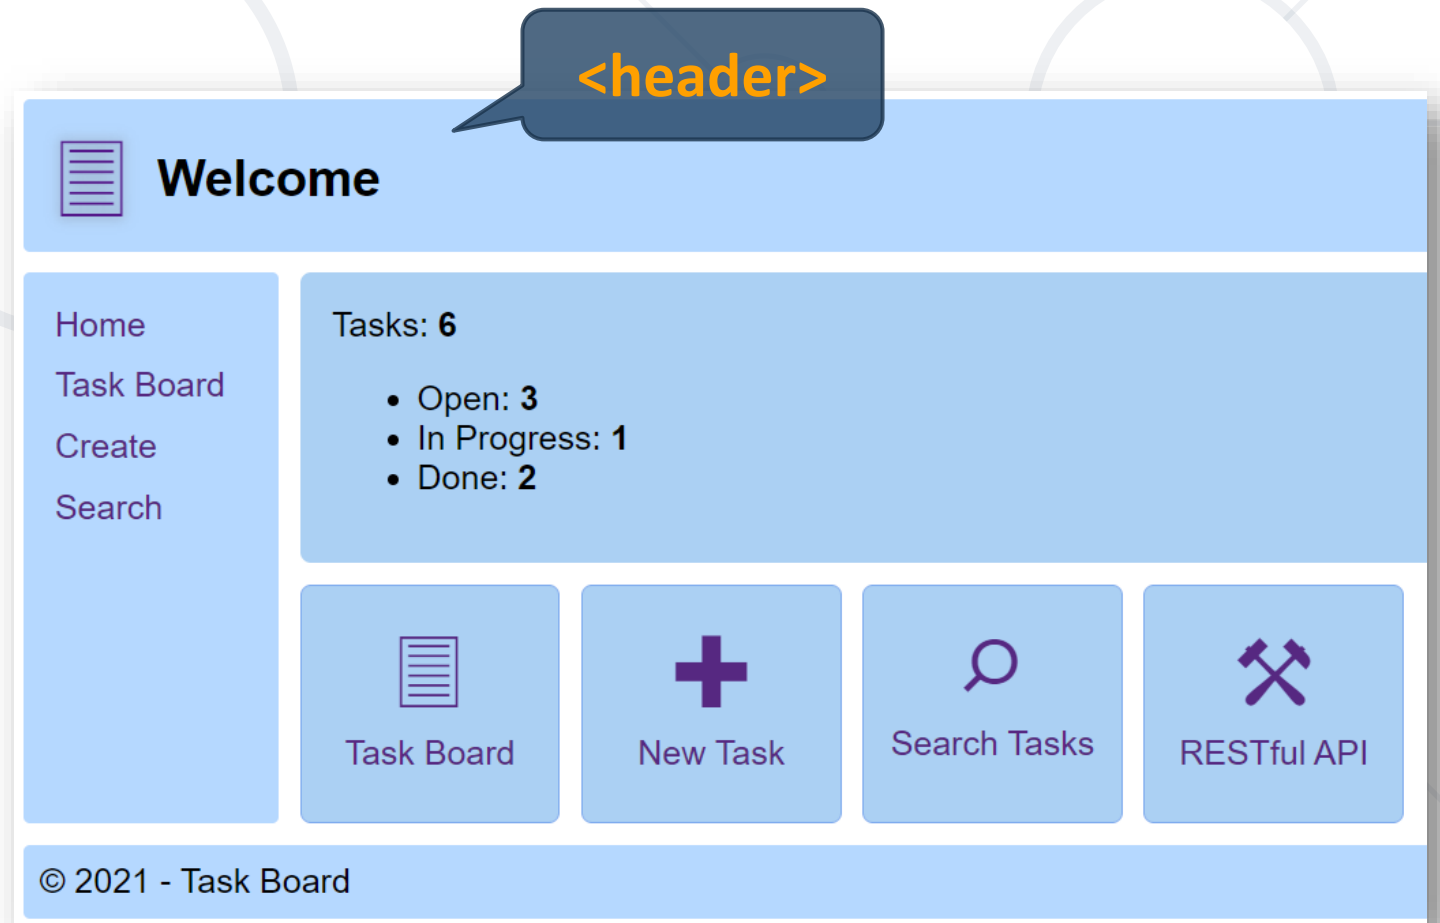 <header>
Welcome
Home
Task Board
Create
Search
Tasks: 6
• Open: 3
• In Progress: 1
• Done: 2
Task Board
New Task
Search Tasks
RESTful API
© 2021 - Task Board